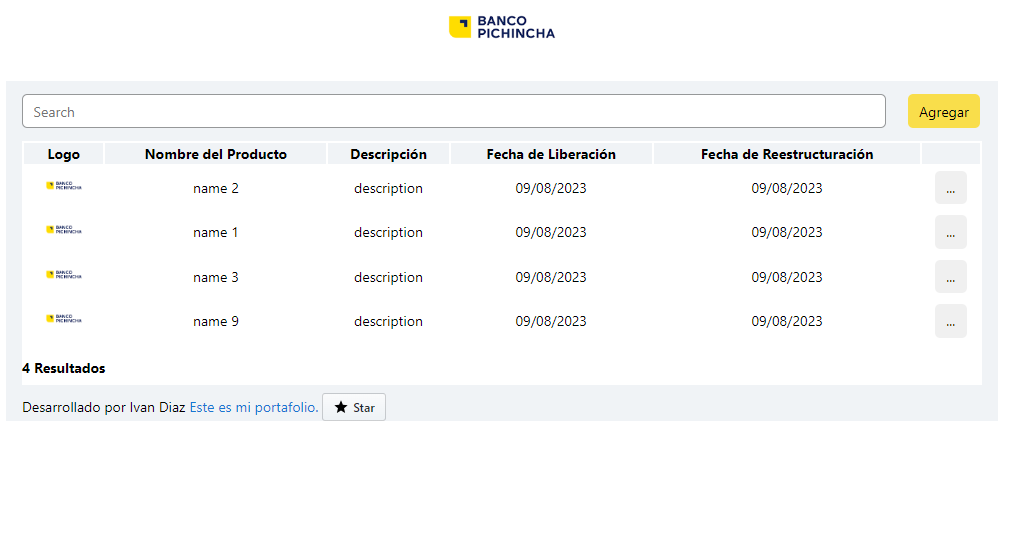 BANCO
PICHINCHA
Search
Agregar
Logo Nombre del Producto Descripción Fecha de Liberación Fecha de Reestructuración
BANCO
PICHINCHA
name 2 description 09/08/2023 09/08/2023 ...
BANCO
PICHINCHA
name 1 description 09/08/2023 09/08/2023 ...
BANCO
PICHINCHA
name 3 description 09/08/2023 09/08/2023 ...
BANCO
PICHINCHA
name 9 description 09/08/2023 09/08/2023 ...
4 Resultados
Desarrollado por Ivan Diaz Este es mi portafolio. Star